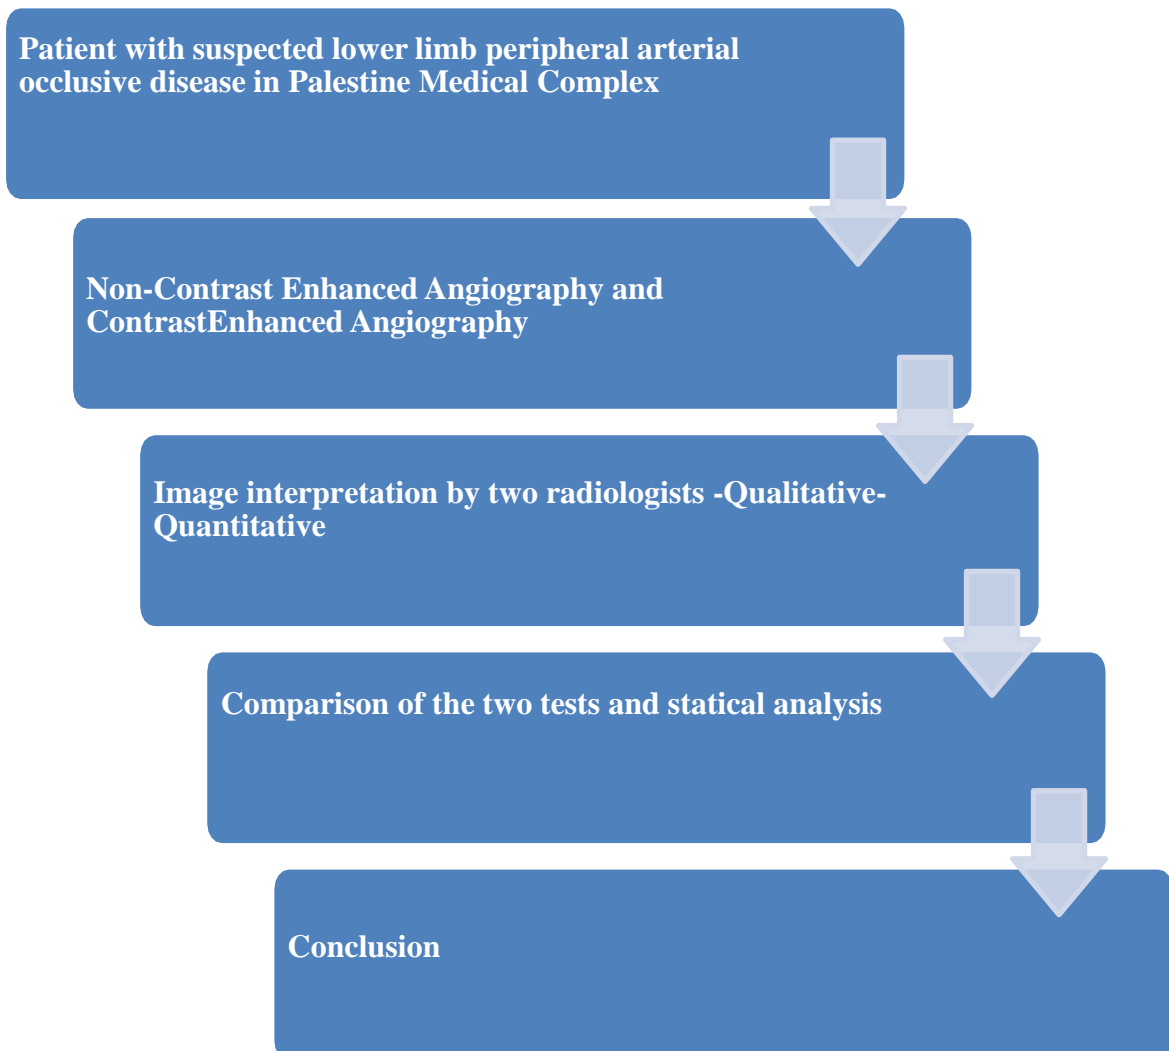 Patient with suspected lower limb peripheral arterial
occlusive disease in Palestine Medical Complex
Non-Contrast Enhanced Angiography and
ContrastEnhanced Angiography
Image interpretation by two radiologists -Qualitative-
Quantitative
Comparison of the two tests and statical analysis
Conclusion